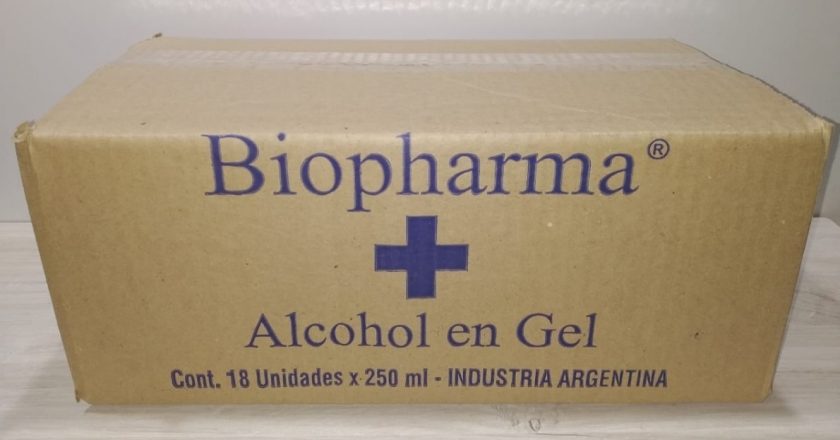 Biopharma®
Alcohol en Gel
Cont. 18 Unidades x 250 ml - INDUSTRIA ARGENTINA